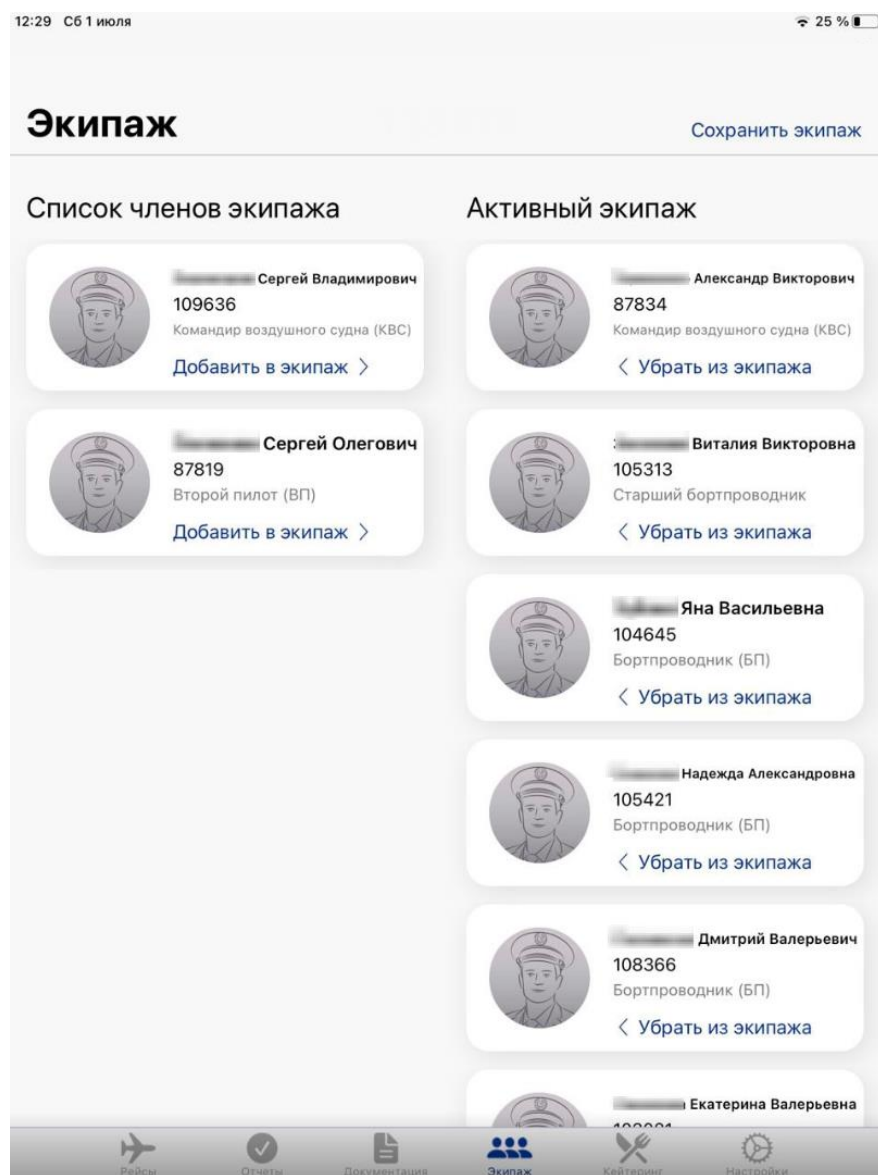 12:29 Сб 1 июля
25 %
Экипаж
Сохранить экипаж
Список членов экипажа
Сергей Владимирович
109636
Командир воздушного судна (КВС)
Добавить в экипаж
Сергей Олегович
87819
Второй пилот (ВП)
Добавить в экипаж
Активный экипаж
Александр Викторович
87834
Командир воздушного судна (КВС)
Убрать из экипажа
Виталия Викторовна
105313
Старший бортпроводник
Убрать из экипажа
Яна Васильевна
104645
Бортпроводник (БП)
Убрать из экипажа
Надежда Александровна
105421
Бортпроводник (БП)
Убрать из экипажа
Дмитрий Валерьевич
108366
Бортпроводник (БП)
Убрать из экипажа
Екатерина Валерьевна
Рейсы
Отчеты
Документация
Экипаж
Кейтеринг
Настройки